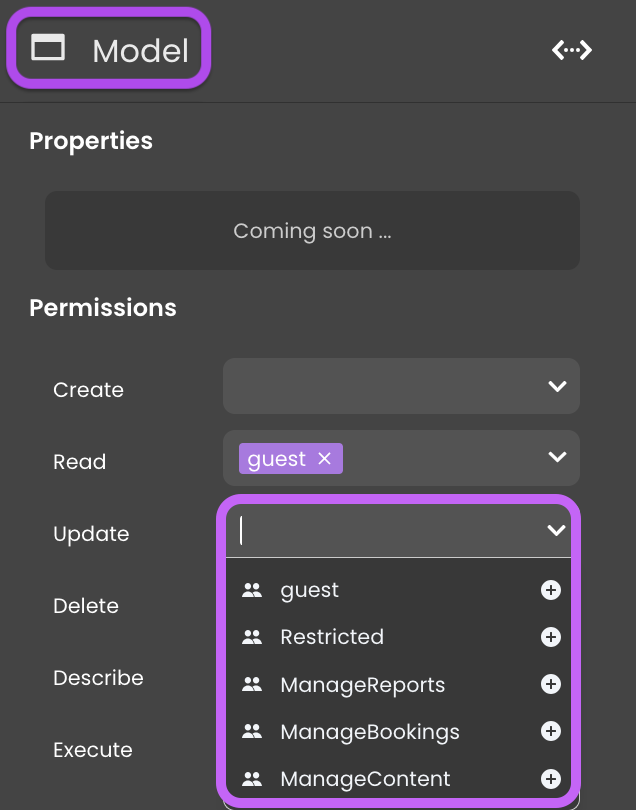 Model
Properties
Coming soon ...
Permissions
Create
Read guest
Update
guest
Restricted
Delete
ManageReports
Describe
ManageBookings
Execute
ManageContent